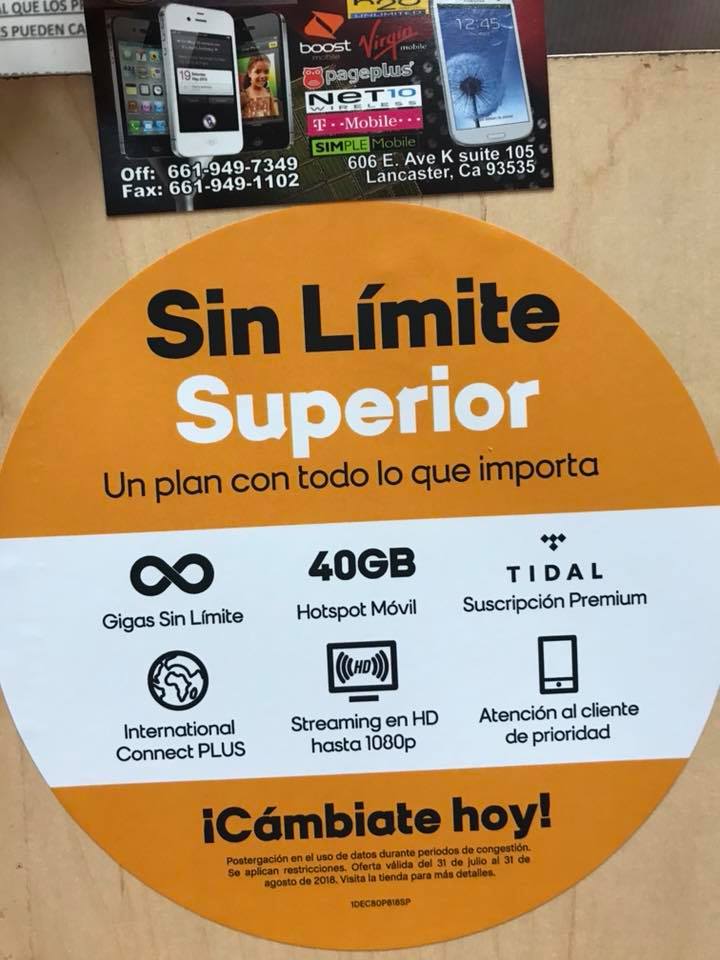 AL QUE LOS
S PUEDEN CA
UNLIMITED
boost
mobile
Virgin
mobile
pageplus
NET10
WIRELESS
T··Mobile···
SIMPLE Mobile
12:45
19
Off: 661-949-7349
Fax: 661-949-1102
606 E. Ave K suite 105
Lancaster, Ca 93535
Sin Límite
Superior
Un plan con todo lo que importa
Gigas Sin Límite
40GB
Hotspot Móvil
TIDAL
Suscripción Premium
International
Connect PLUS
HD
Streaming en HD
hasta 1080p
Atención al cliente
de prioridad
¡Cámbiate hoy!
Postergación en el uso de datos durante periodos de congestión.
Se aplican restricciones. Oferta válida del 31 de julio al 31 de
agosto de 2018. Visita la tienda para más detalles.
1DEC80P818SP